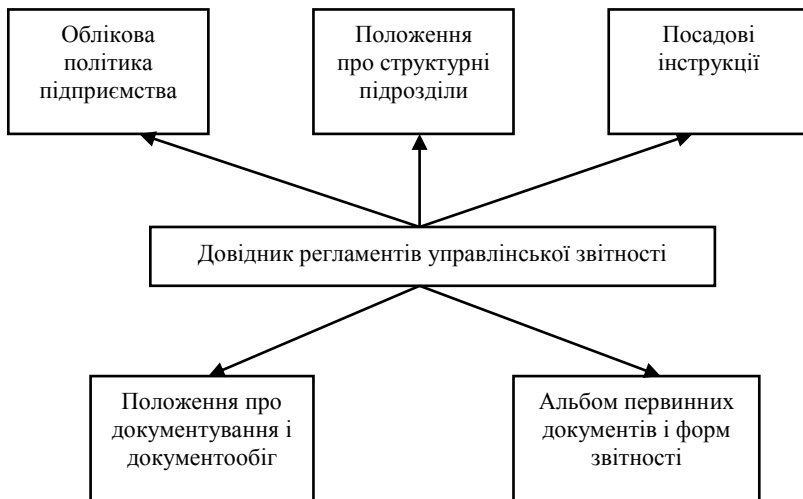 Облікова
політика
підприємства
Положення
про структурні
підрозділи
Посадові
інструкції
Довідник регламентів управлінської звітності
Положення про
документування і
документообіг
Альбом первинних
документів і форм
звітності